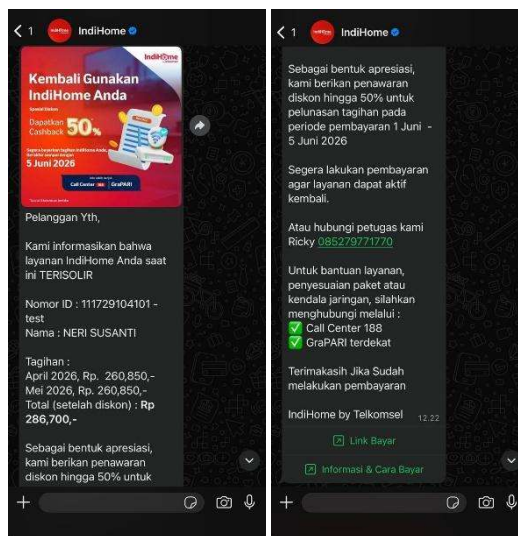 1
IndiHome
IndiHome
Kembali Gunakan
IndiHome Anda
Dapatkan
Cashback 50%
5 Juni 2026
Call Center 188 GraPARI
Pelanggan Yth,
Kami informasikan bahwa
layanan IndiHome Anda saat
ini TERISOLIR
Nomor ID : 111729104101 -
test
Nama : NERI SUSANTI
Tagihan :
April 2026, Rp. 260,850,-
Mei 2026, Rp. 260,850,-
Total (setelah diskon) : Rp
286,700,-
Sebagai bentuk apresiasi,
kami berikan penawaran
diskon hingga 50% untuk
1
IndiHome
Sebagai bentuk apresiasi,
kami berikan penawaran
diskon hingga 50% untuk
pelunasan tagihan pada
periode pembayaran 1 Juni -
5 Juni 2026
Segera lakukan pembayaran
agar layanan dapat aktif
kembali.
Atau hubungi petugas kami
Ricky 085279771770
Untuk bantuan layanan,
penyesuaian paket atau
kendala jaringan, silahkan
menghubungi melalui :
✅ Call Center 188
✅ GraPARI terdekat
Terimakasih Jika Sudah
melakukan pembayaran
IndiHome by Telkomsel 12.22
Link Bayar
Informasi & Cara Bayar